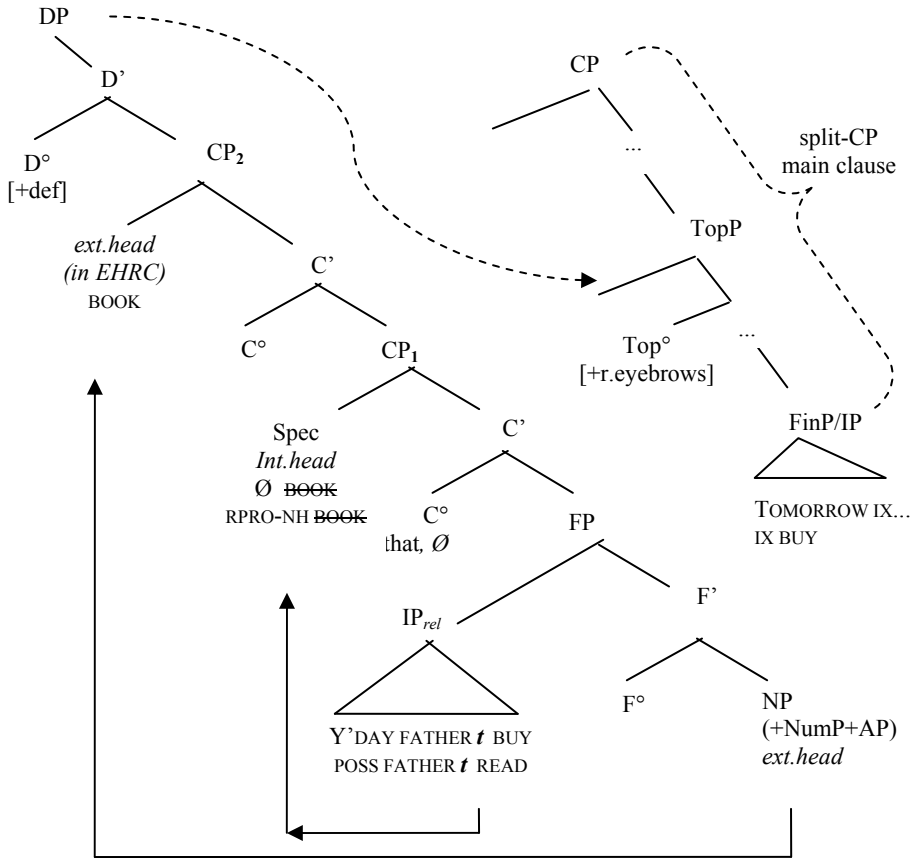 DP
D’
D°
[+def]
CP₂
ext.head
(in EHRC)
BOOK
C’
C°
CP₁
Spec
Int.head
Ø BOOK
RPRO-NH BOOK
C’
C°
that, Ø
FP
IPrel
Y’DAY FATHER t BUY
POSS FATHER t READ
F’
F°
NP
(+NumP+AP)
ext.head
CP
...
split-CP
main clause
TopP
Top°
[+r.eyebrows]
...
FinP/IP
TOMORROW IX...
IX BUY